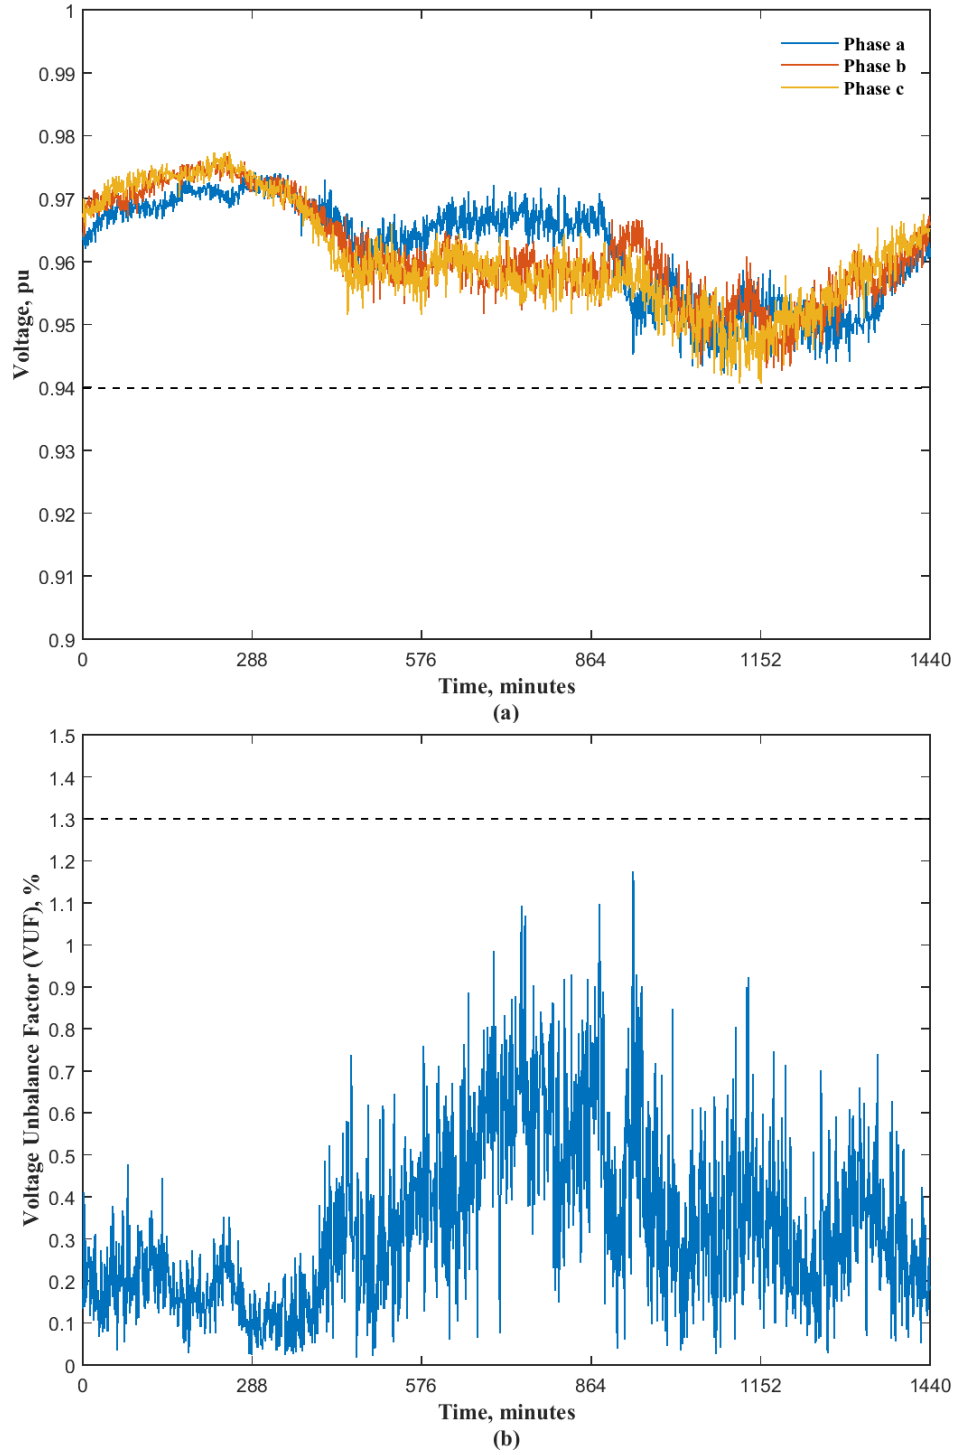 1
0.99
0.98
0.97
0.96
0.95
0.94
0.93
0.92
0.91
0.9
Voltage, pu
Phase a
Phase b
Phase c
0 288 576 864 1152 1440
Time, minutes
(a)
1.5
1.4
1.3
1.2
1.1
1
0.9
0.8
0.7
0.6
0.5
0.4
0.3
0.2
0.1
0
Voltage Unbalance Factor (VUF), %
0 288 576 864 1152 1440
Time, minutes
(b)